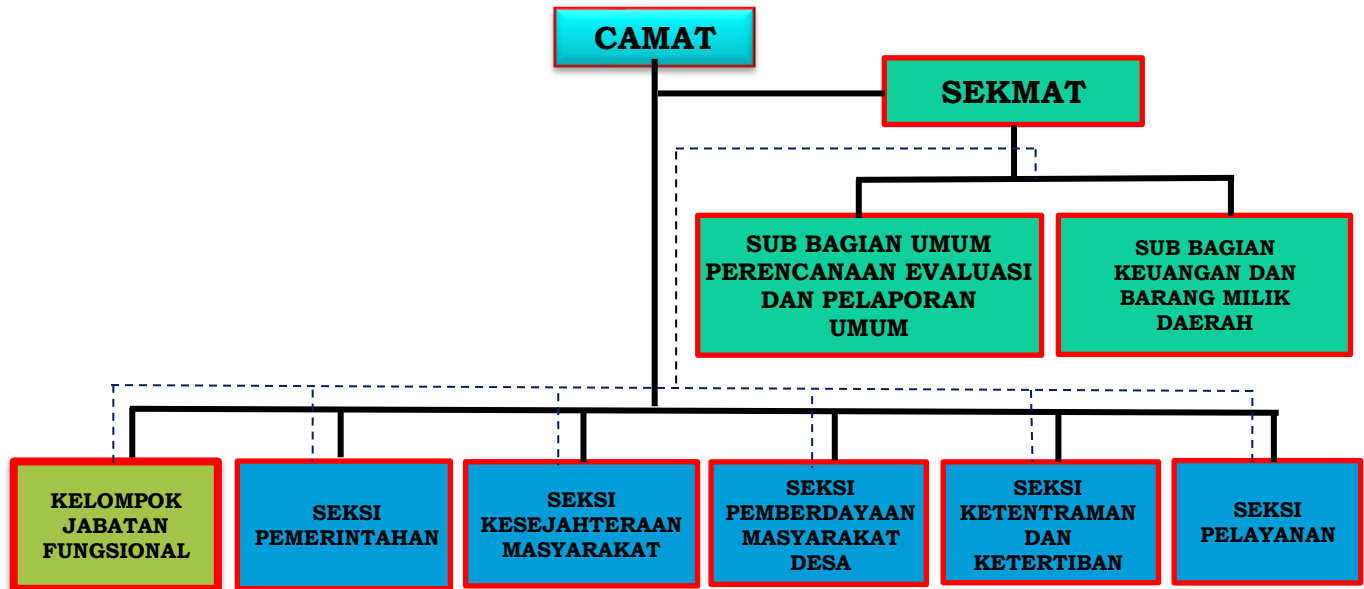 CAMAT
SEKMAT
SUB BAGIAN UMUM
PERENCANAAN EVALUASI
DAN PELAPORAN
UMUM
SUB BAGIAN
KEUANGAN DAN
BARANG MILIK
DAERAH
KELOMPOK
JABATAN
FUNGSIONAL
SEKSI
PEMERINTAHAN
SEKSI
KESEJAHTERAAN
MASYARAKAT
SEKSI
PEMBERDAYAAN
MASYARAKAT
DESA
SEKSI
KETENTRAMAN
DAN
KETERTIBAN
SEKSI
PELAYANAN